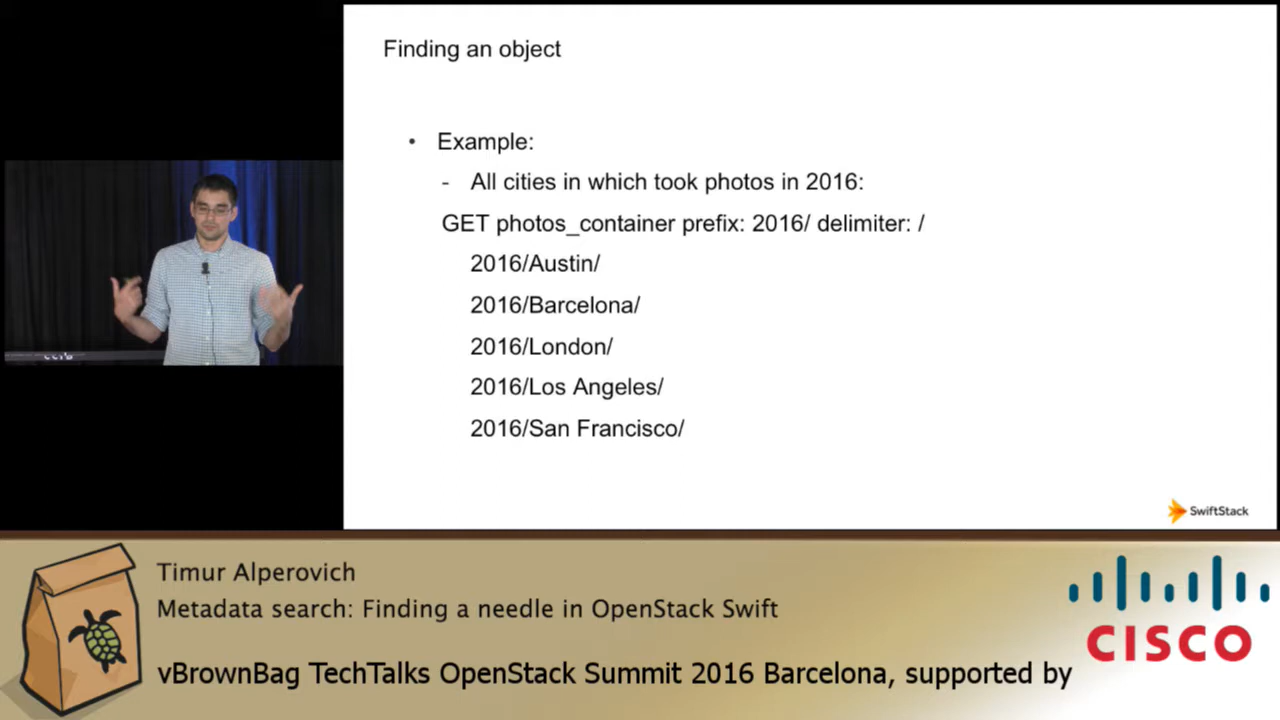 Finding an object
• Example:
- All cities in which took photos in 2016:
GET photos_container prefix: 2016/ delimiter: /
2016/Austin/
2016/Barcelona/
2016/London/
2016/Los Angeles/
2016/San Francisco/
SwiftStack
Timur Alperovich
Metadata search: Finding a needle in OpenStack Swift
CISCO
vBrownBag TechTalks OpenStack Summit 2016 Barcelona, supported by